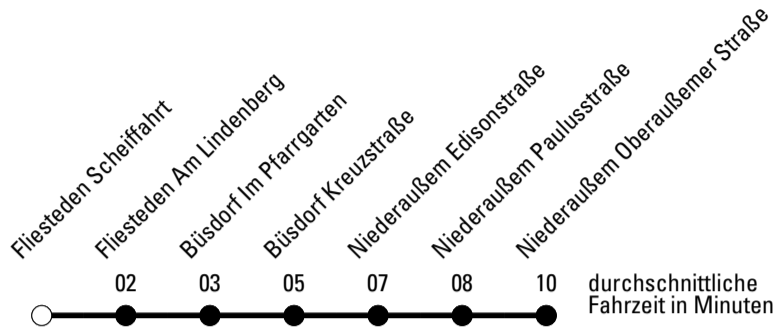 Fliesteden Scheiffahrt
Fliesteden Am Lindenberg
Büsdorf Im Pfarrgarten
Büsdorf Kreuzstraße
Niederaußem Edisonstraße
Niederaußem Paulusstraße
Niederaußem Oberaußemer Straße
02 03 05 07 08 10
durchschnittliche
Fahrzeit in Minuten